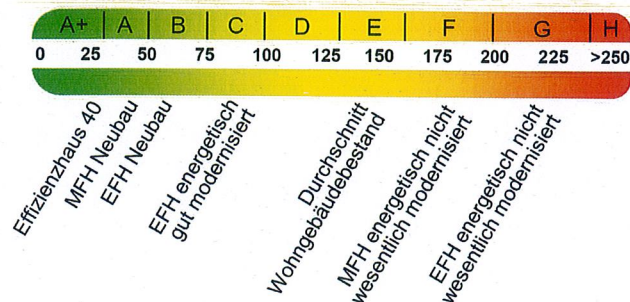 A+ A B C D E F G H
0 25 50 75 100 125 150 175 200 225 >250
Effizienzhaus 40
MFH Neubau
EFH Neubau
EFH energetisch
gut modernisiert
Durchschnitt
Wohngebäudebestand
MFH energetisch nicht
wesentlich modernisiert
EFH energetisch nicht
wesentlich modernisiert